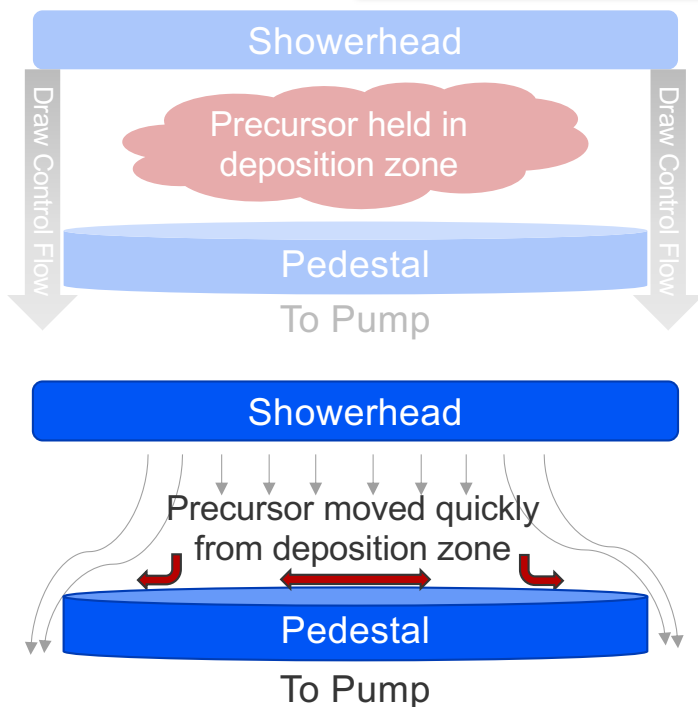 Showerhead
Draw Control Flow
Precursor held in
deposition zone
Draw Control Flow
Pedestal
To Pump
Showerhead
Precursor moved quickly
from deposition zone
Pedestal
To Pump